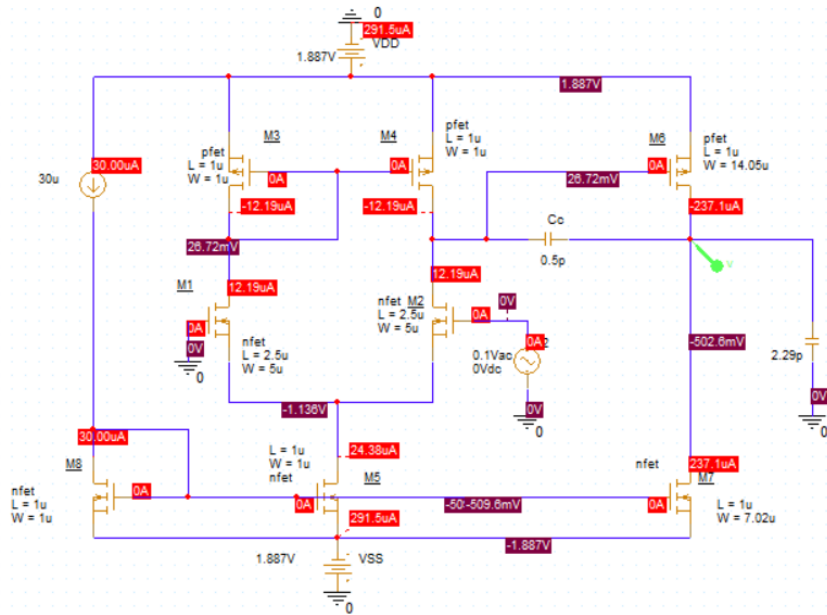 0
291.5uA
VDD
1.887V
1.887V
M3
M4
M6
pfet
L = 1u
W = 1u
pfet
L = 1u
W = 1u
pfet
L = 1u
W = 14.05u
30.00uA
30u
0A
0A
0A
26.72mV
-12.19uA
-12.19uA
-237.1uA
Cc
0.5p
26.72mV
V
12.19uA
12.19uA
M1
nfet
M2
L = 2.5u
W = 5u
0V
0A
0A
0A
0V
0
nfet
L = 2.5u
W = 5u
0.1Vac
0Vdc
0V
0
-502.6mV
2.29p
0V
0
-1.136V
30.00uA
M8
nfet
L = 1u
W = 1u
0A
L = 1u
W = 1u
nfet
24.38uA
M5
0A
-509.6mV
nfet
237.1uA
M7
0A
L = 1u
W = 7.02u
291.5uA
-1.887V
1.887V
VSS
0